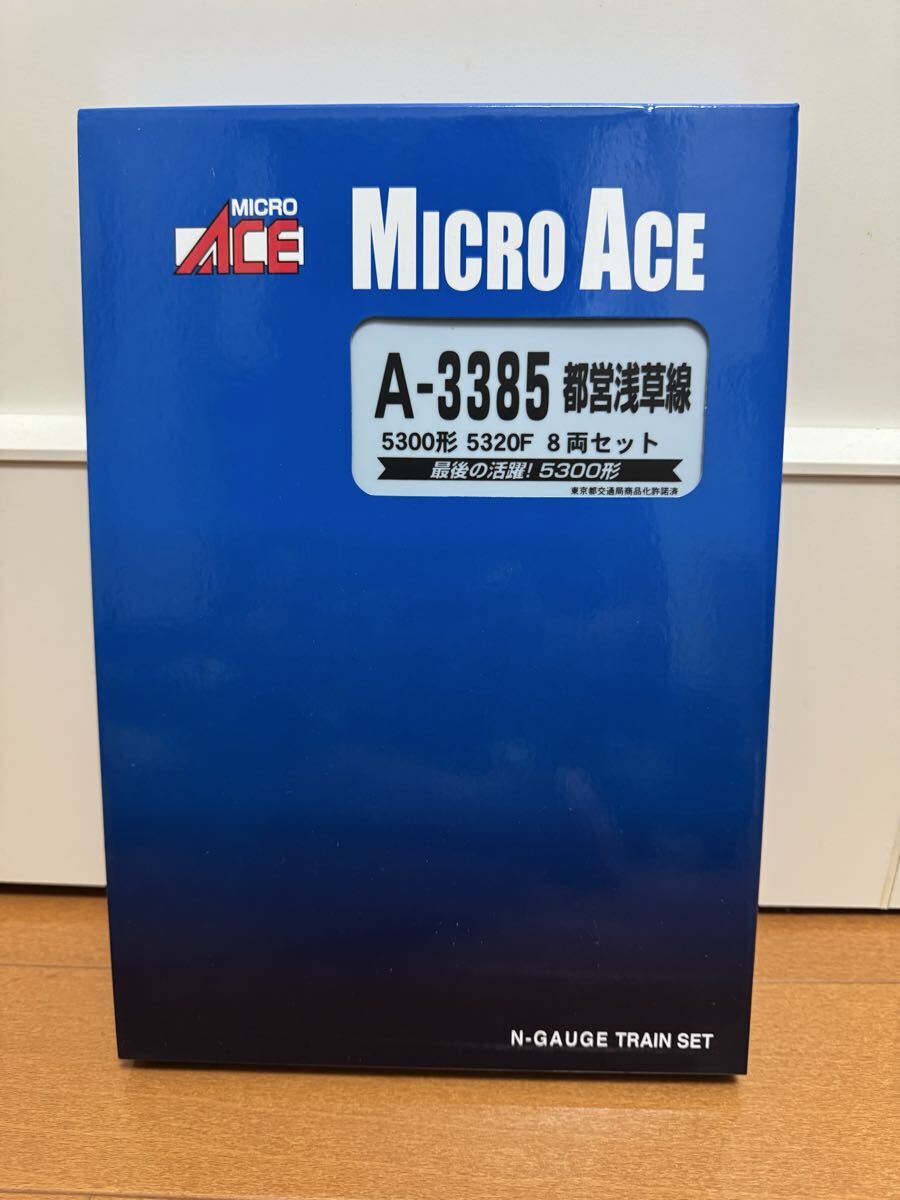 MICRO
ACE
MICRO ACE
A-3385 都営浅草線
5300形 5320F 8両セット
最後の活躍! 5300形
東京都交通局商品化許諾済
N-GAUGE TRAIN SET